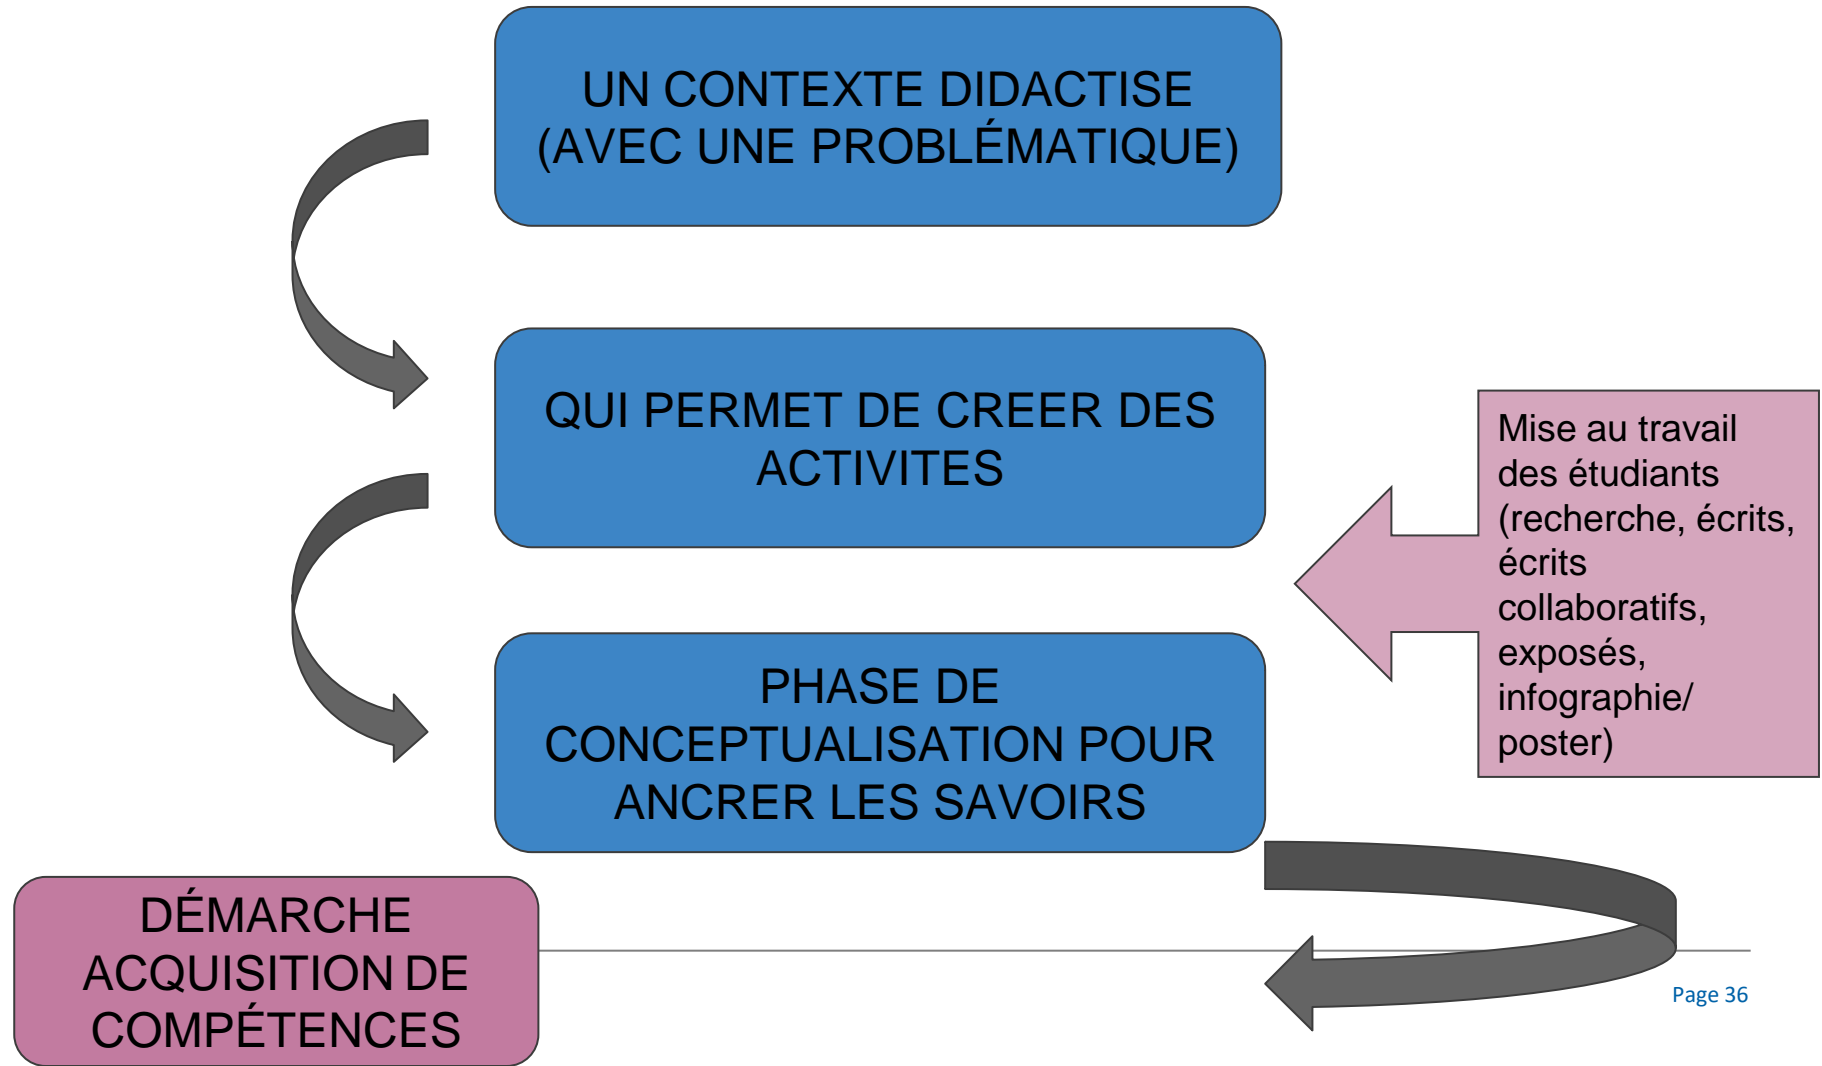 UN CONTEXTE DIDACTISE
(AVEC UNE PROBLÉMATIQUE)
QUI PERMET DE CREER DES
ACTIVITES
Mise au travail
des étudiants
(recherche, écrits,
écrits
collaboratifs,
exposés,
infographie/
poster)
PHASE DE
CONCEPTUALISATION POUR
ANCRER LES SAVOIRS
DÉMARCHE
ACQUISITION DE
COMPÉTENCES
Page 36